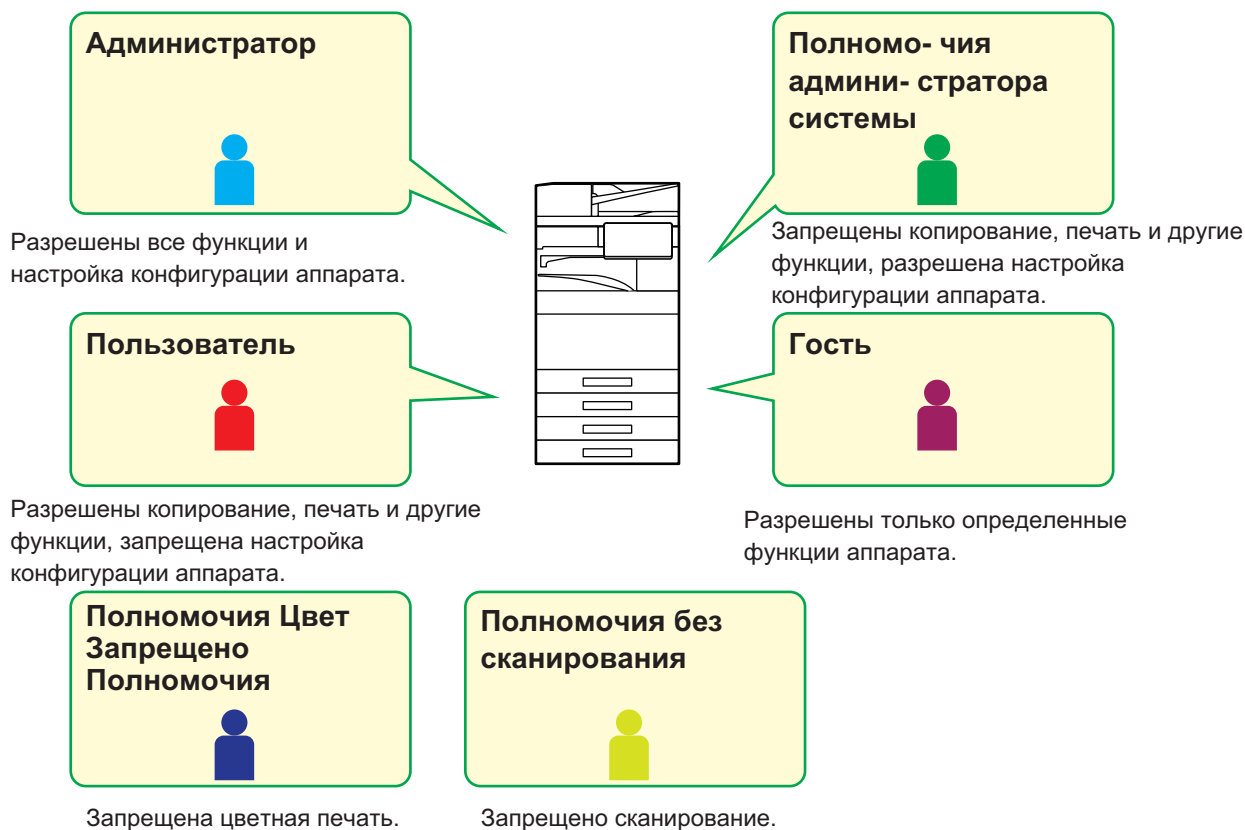 Администратор
Разрешены все функции и
настройка конфигурации аппарата.
Полномо- чия
админи- стратора
системы
Запрещены копирование, печать и другие
функции, разрешена настройка
конфигурации аппарата.
Пользователь
Разрешены копирование, печать и другие
функции, запрещена настройка
конфигурации аппарата.
Гость
Разрешены только определенные
функции аппарата.
Полномочия Цвет
Запрещено
Полномочия
Запрещена цветная печать.
Полномочия без
сканирования
Запрещено сканирование.